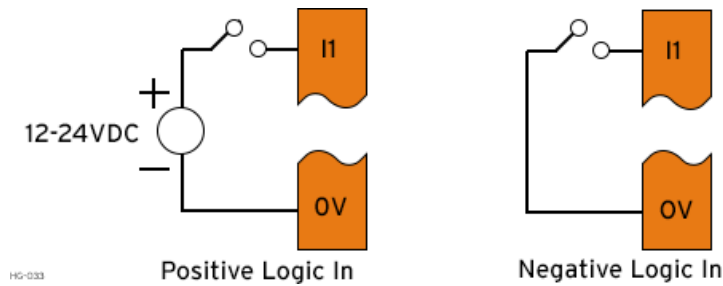 I1
I1
+
12-24VDC
−
0V
0V
HG-033
Positive Logic In
Negative Logic In